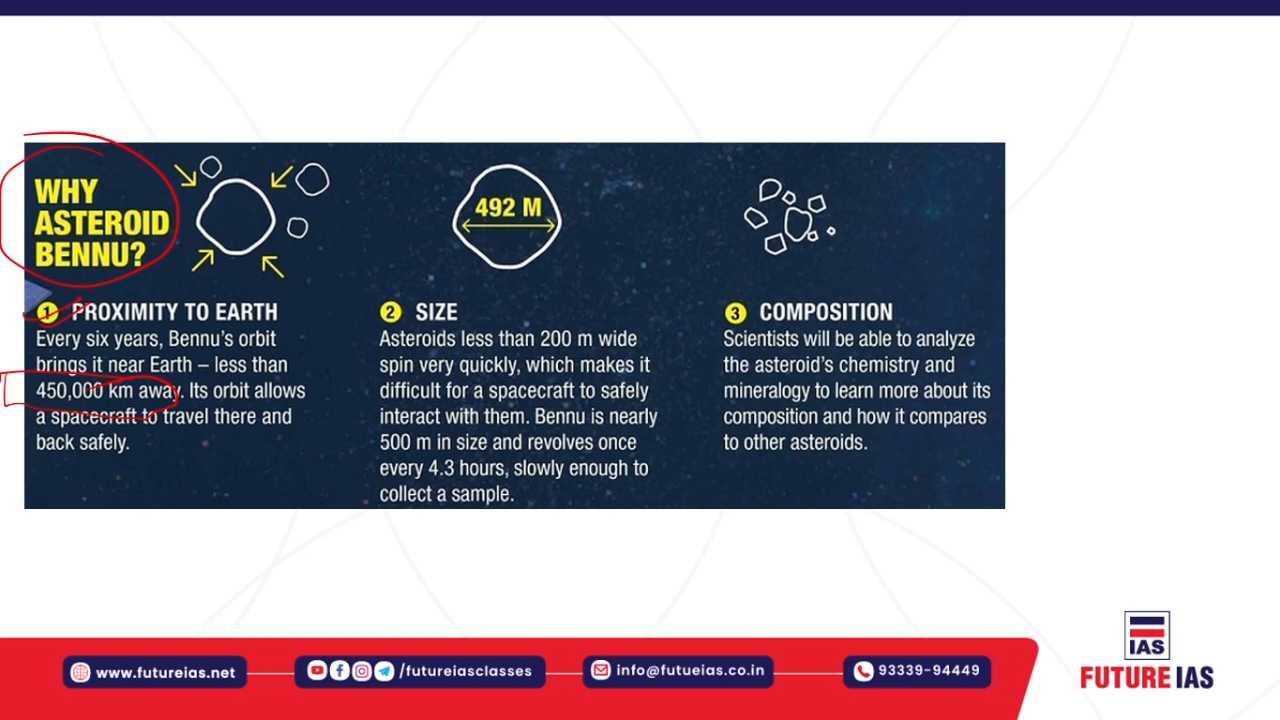 WHY
ASTEROID
BENNU?
492 M
1 PROXIMITY TO EARTH
Every six years, Bennu's orbit
brings it near Earth – less than
450,000 km away. Its orbit allows
a spacecraft to travel there and
back safely.
2 SIZE
Asteroids less than 200 m wide
spin very quickly, which makes it
difficult for a spacecraft to safely
interact with them. Bennu is nearly
500 m in size and revolves once
every 4.3 hours, slowly enough to
collect a sample.
3 COMPOSITION
Scientists will be able to analyze
the asteroid's chemistry and
mineralogy to learn more about its
composition and how it compares
to other asteroids.
www.futureias.net
/futureiasclasses
info@futueias.co.in
93339-94449
IAS
FUTURE IAS